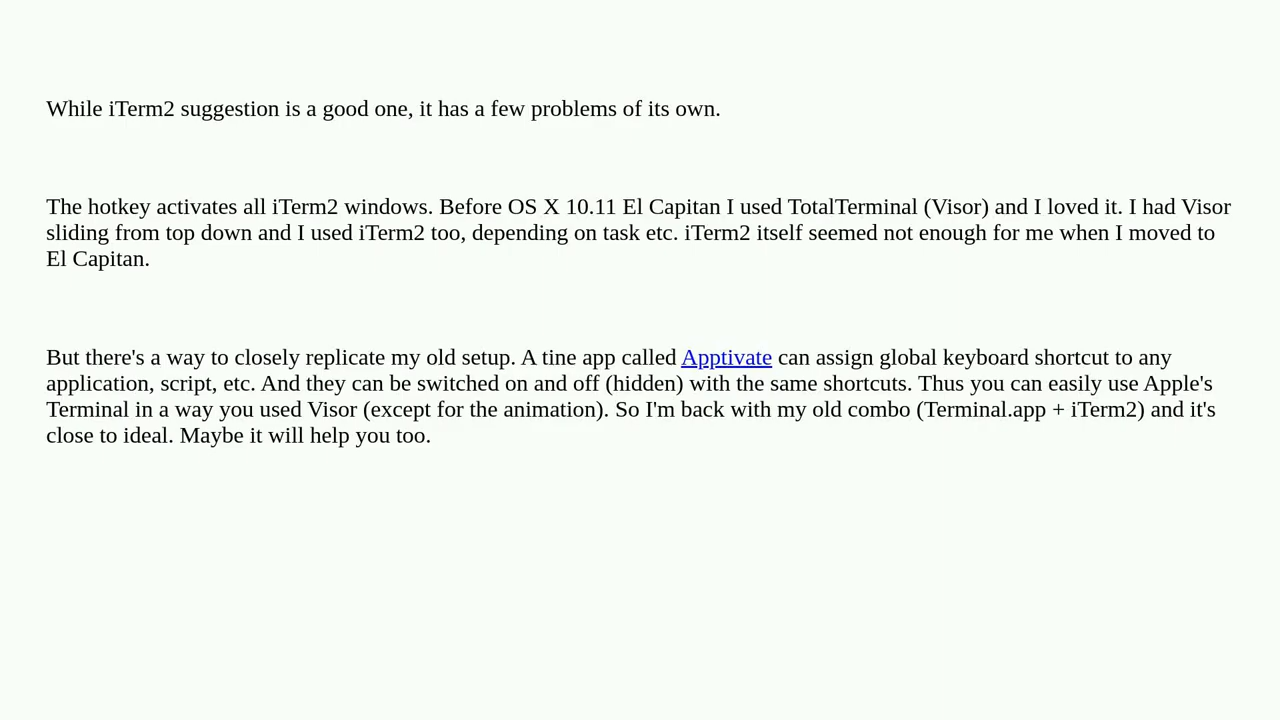 While iTerm2 suggestion is a good one, it has a few problems of its own.
The hotkey activates all iTerm2 windows. Before OS X 10.11 El Capitan I used TotalTerminal (Visor) and I loved it. I had Visor
sliding from top down and I used iTerm2 too, depending on task etc. iTerm2 itself seemed not enough for me when I moved to
El Capitan.
But there's a way to closely replicate my old setup. A tine app called Apptivate can assign global keyboard shortcut to any
application, script, etc. And they can be switched on and off (hidden) with the same shortcuts. Thus you can easily use Apple's
Terminal in a way you used Visor (except for the animation). So I'm back with my old combo (Terminal.app + iTerm2) and it's
close to ideal. Maybe it will help you too.